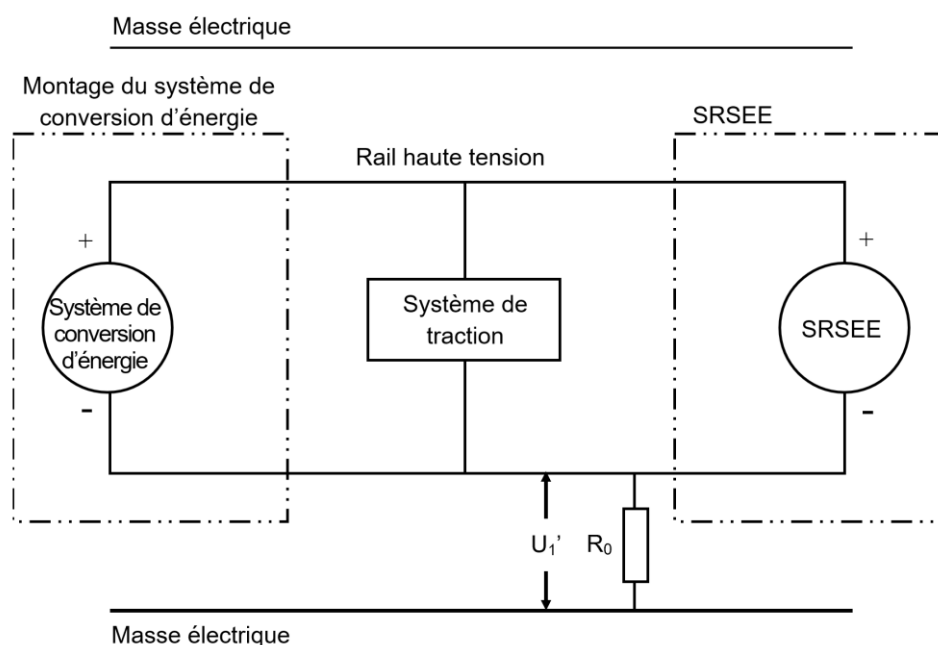 Masse électrique
Montage du système de
conversion d’énergie
SRSEE
Rail haute tension
+
+
Système de
conversion
d’énergie
Système de
traction
SRSEE
-
-
U₁’
R₀
Masse électrique